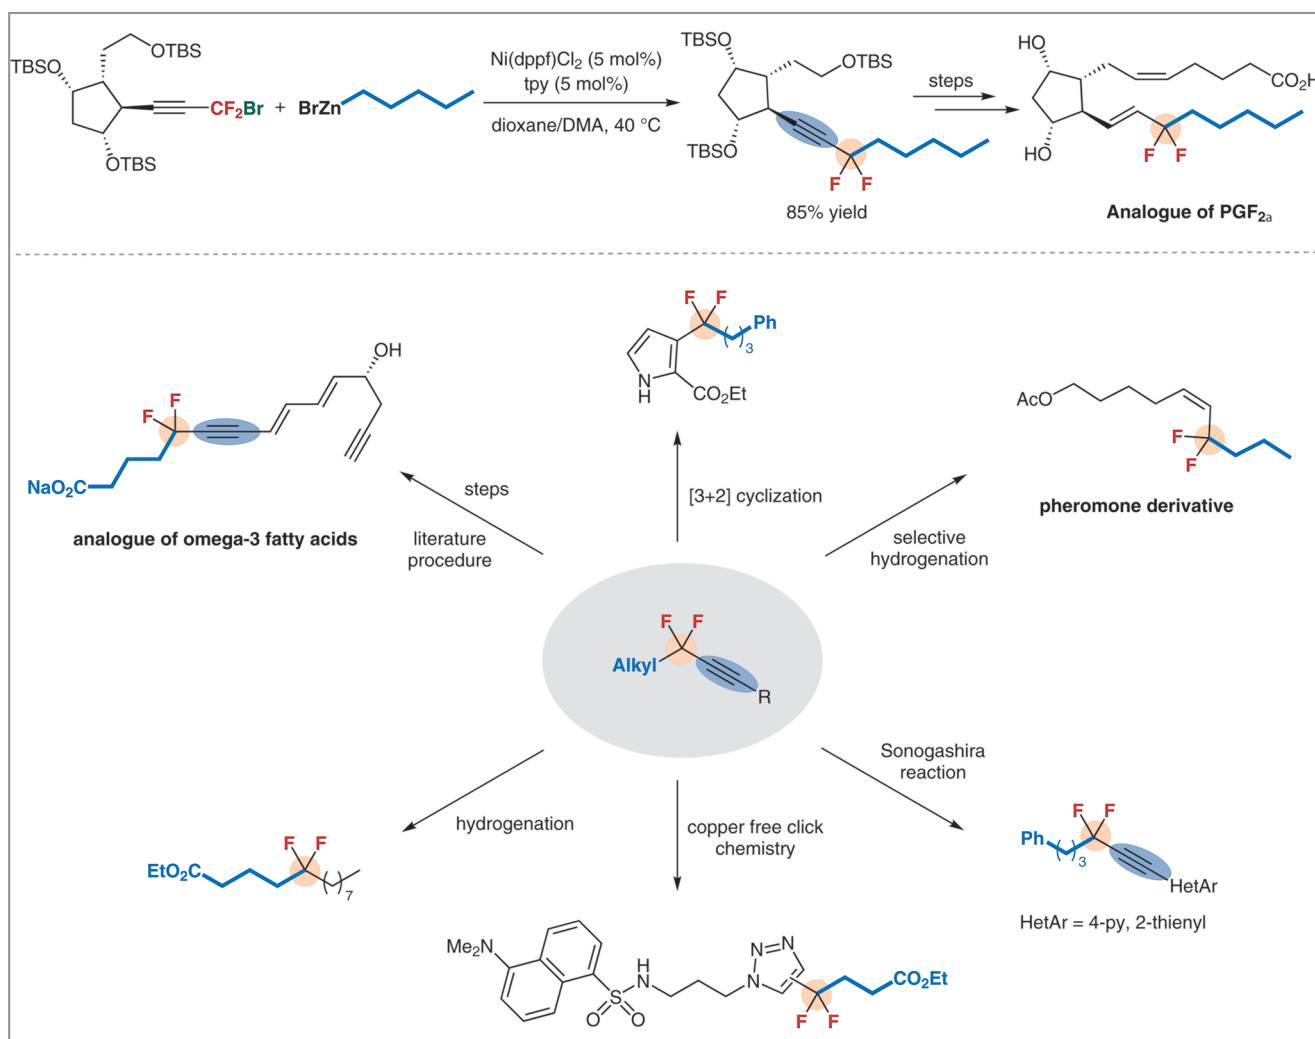 TBSO
OTBS
CF2Br
+
BrZn
OTBS
Ni(dppf)Cl2 (5 mol%)
tpy (5 mol%)
dioxane/DMA, 40 °C
TBSO
OTBS
TBSO
F F
85% yield
steps
HO
CO2H
HO
F F
Analogue of PGF2a
OH
F
F
NaO2C
analogue of omega-3 fatty acids
steps
literature
procedure
F F
Ph
3
N
H
CO2Et
[3+2] cyclization
AcO
F
F
pheromone derivative
selective
hydrogenation
F F
Alkyl
R
hydrogenation
F F
EtO2C
7
copper free click
chemistry
Sonogashira
reaction
F F
Ph
3
HetAr
HetAr = 4-py, 2-thienyl
Me2N
H
N
S
O O
N=N
N
CO2Et
F F